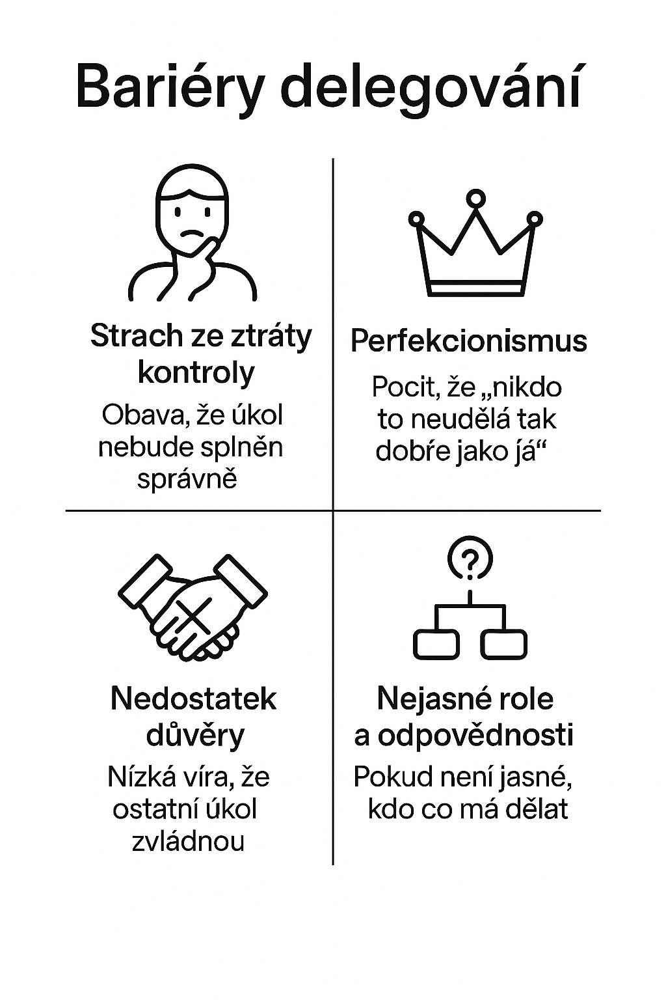 Bariéry delegování
Strach ze ztráty
kontroly
Obava, že úkol
nebude splněn
správně
Perfekcionismus
Pocit, že „nikdo
to neudělá tak
dobŕe jako j́á“
?
Nedostatek
důvěry
Nízká víra, že
ostatní úkol
zvládnou
Nejasné role
a odpovědnosti
Pokud není jasné,
kdo co má dělat